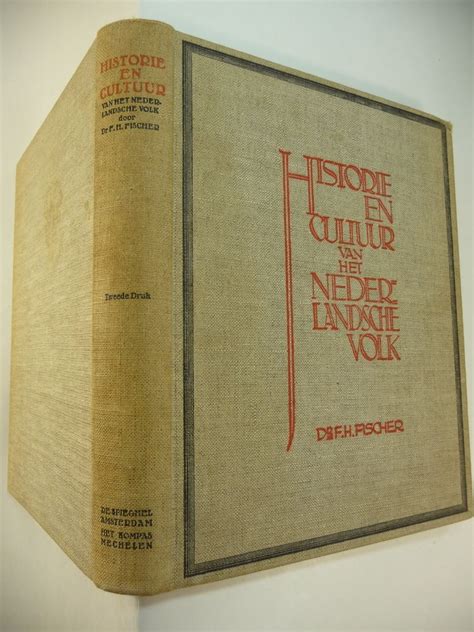 HISTORIE
EN
CULTUUR
VAN HET NEDER-
LANDSCHE VOLK
door
Dr F. H. FISCHER
Tweede Druk
DE SPIEGHEL
AMSTERDAM
HET KOMPAS
MECHELEN
HISTORIE
EN
CULTUUR
VAN
HET
NEDER-
LANDSCHE
VOLK
DR F.H. FISCHER